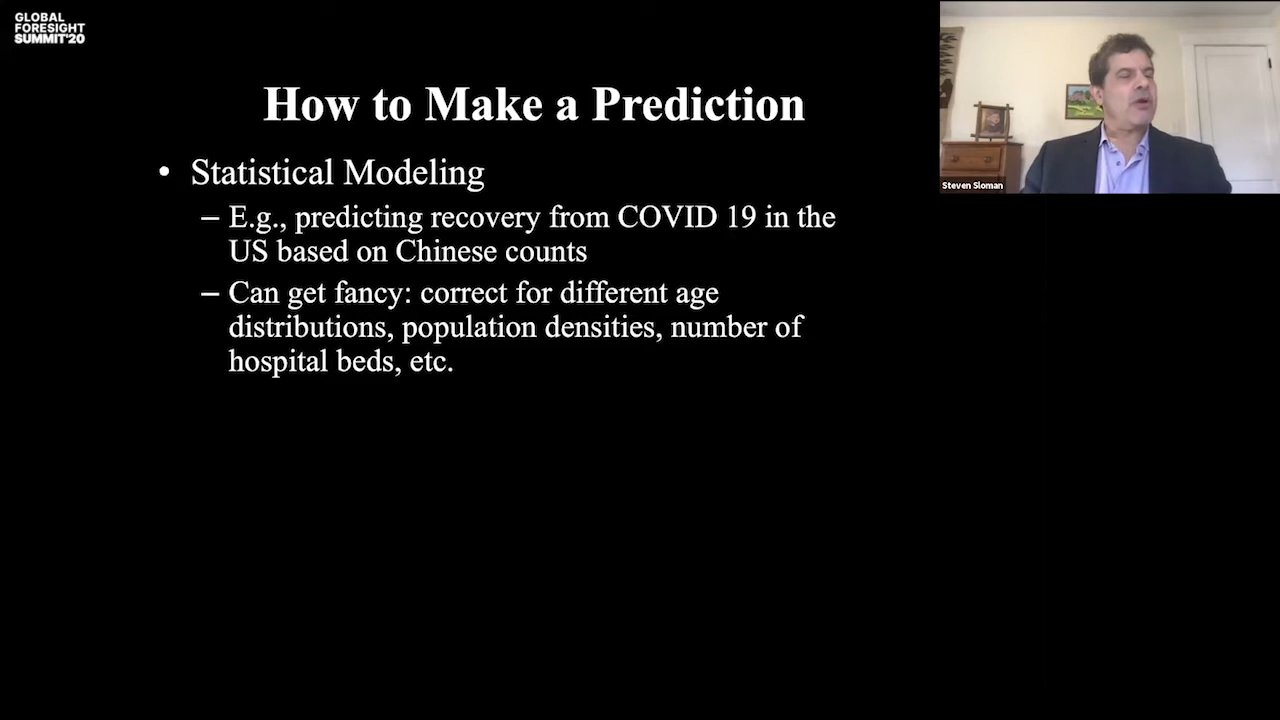 GLOBAL
FORESIGHT
SUMMIT'20
How to Make a Prediction
• Statistical Modeling
– E.g., predicting recovery from COVID 19 in the
US based on Chinese counts
– Can get fancy: correct for different age
distributions, population densities, number of
hospital beds, etc.
Steven Sloman